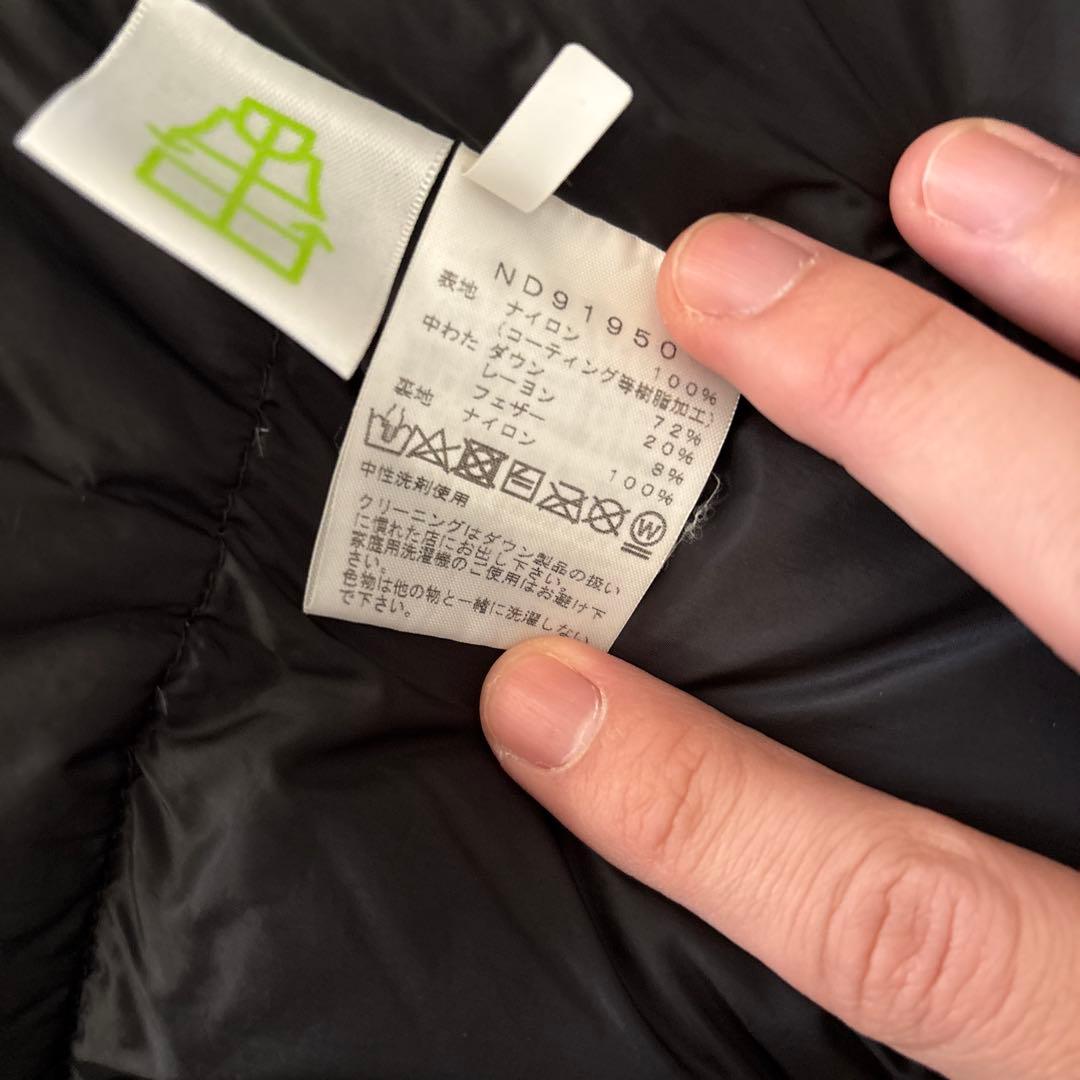 ND91950
表地 ナイロン 100%
(コーティング等樹脂加工)
中わた ダウン 72%
レーヨン 20%
フェザー 8%
裏地 ナイロン 100%
W
中性洗剤使用
クリーニングはダウン製品の扱い
に慣れた店にお出し下さい。
用洗濯機のご使用はお避け下
さい。
は他の物と一緒に洗濯しない
で下さい。